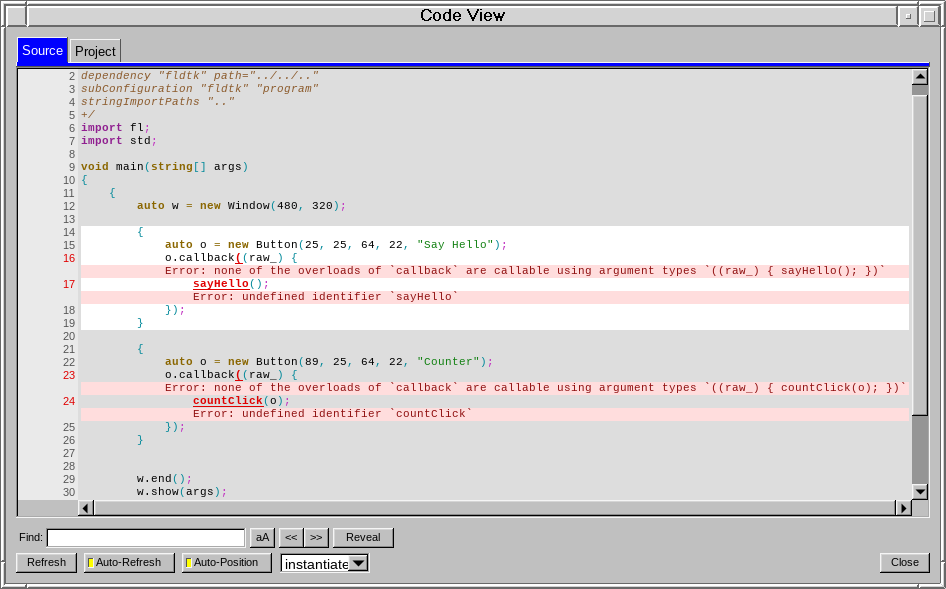 Code View
Source Project
2 dependency "fldtk" path="../../.."
3 subConfiguration "fldtk" "program"
4 stringImportPaths ".."
5 +/
6 import fl;
7 import std;
8
9 void main(string[] args)
10 {
11 {
12 auto w = new Window(480, 320);
13
14 {
15 auto o = new Button(25, 25, 64, 22, "Say Hello");
16 o.callback((raw_) {
Error: none of the overloads of `callback` are callable using argument types `((raw_) { sayHello(); })`
17 sayHello();
Error: undefined identifier `sayHello`
18 });
19 }
20
21 {
22 auto o = new Button(89, 25, 64, 22, "Counter");
23 o.callback((raw_) {
Error: none of the overloads of `callback` are callable using argument types `((raw_) { countClick(o); })`
24 countClick(o);
Error: undefined identifier `countClick`
25 });
26 }
27
28
29 w.end();
30 w.show(args);
Find: aA << >> Reveal
Refresh Auto-Refresh Auto-Position instantiate Close